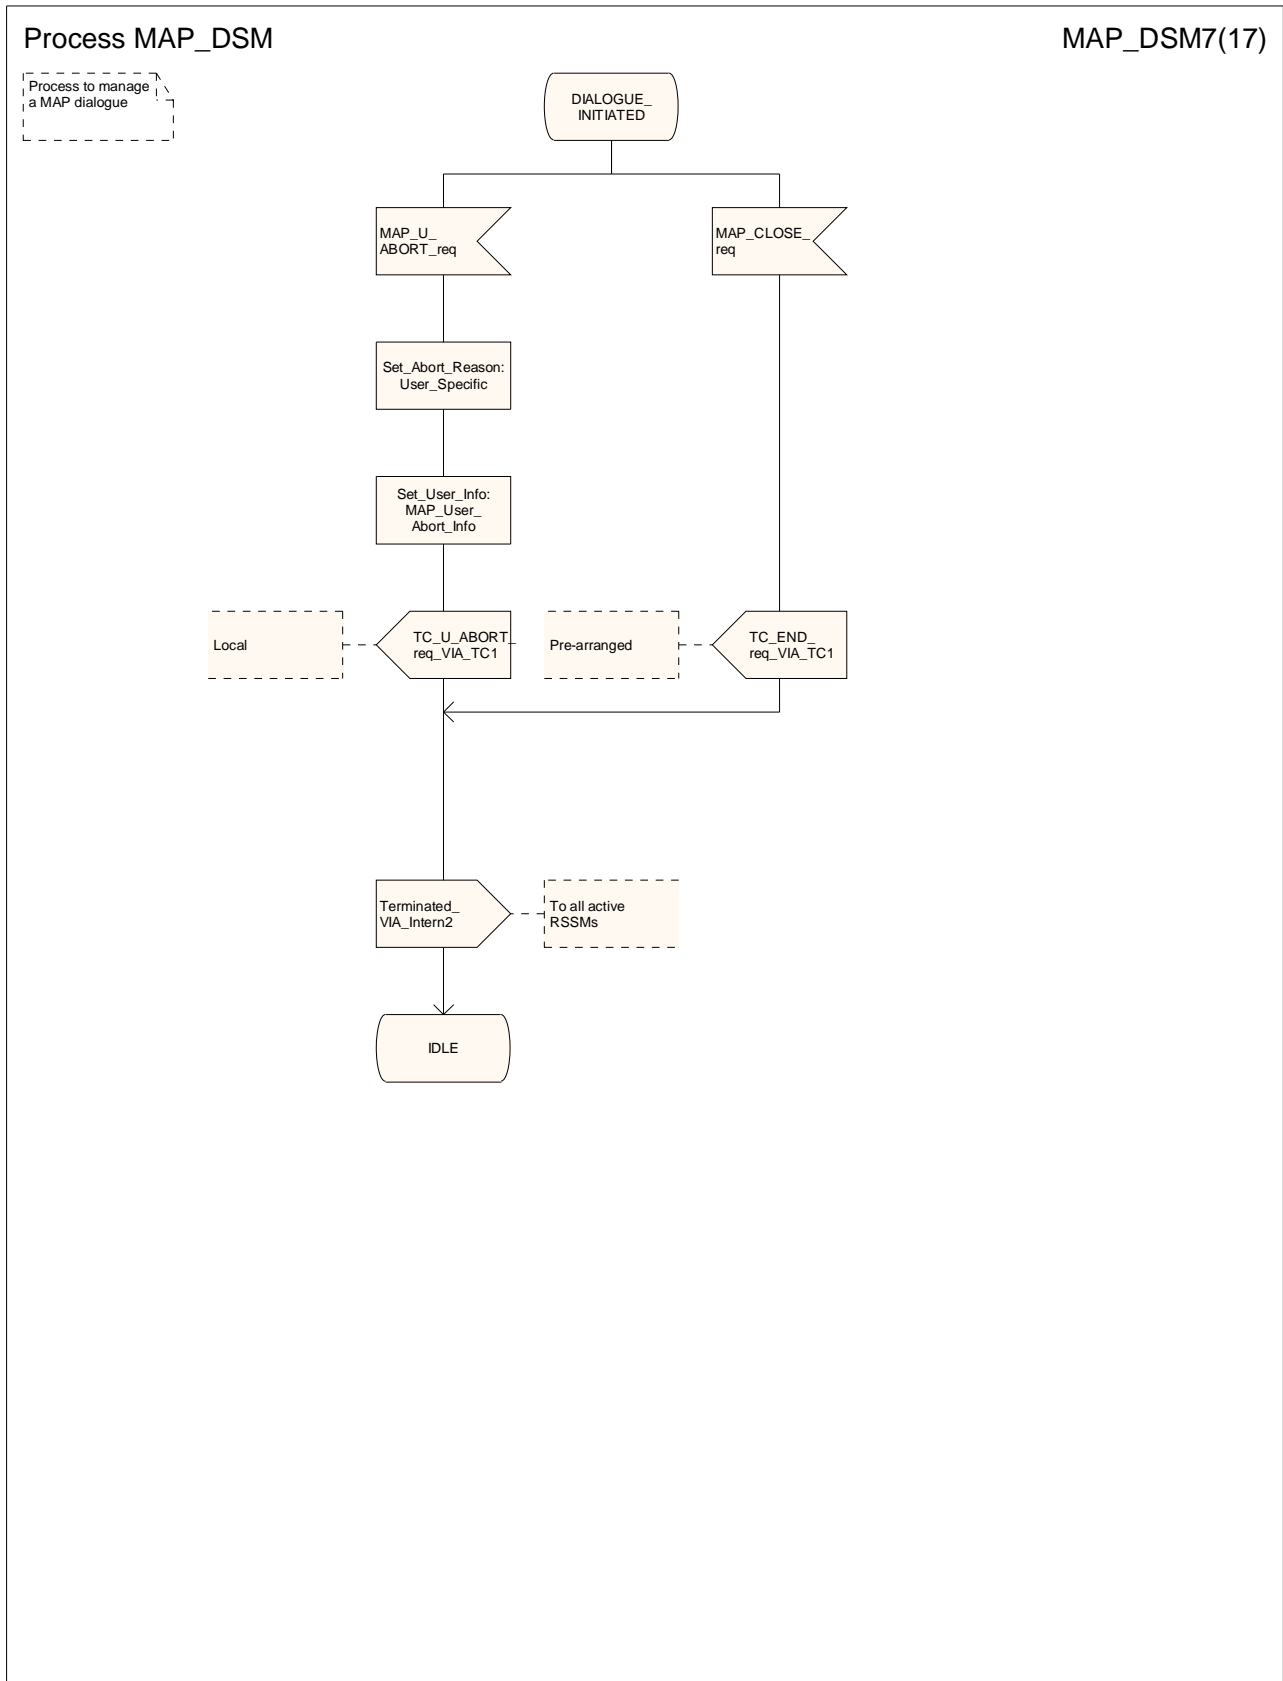 Process MAP_DSM
MAP_DSM7(17)
Process to manage
a MAP dialogue
DIALOGUE_
INITIATED
MAP_U_
ABORT_req
MAP_CLOSE_
req
Set_Abort_Reason:
User_Specific
Set_User_Info:
MAP_User_
Abort_Info
Local
TC_U_ABORT_
req_VIA_TC1
Pre-arranged
TC_END_
req_VIA_TC1
Terminated_
VIA_Intern2
To all active
RSSMs
IDLE